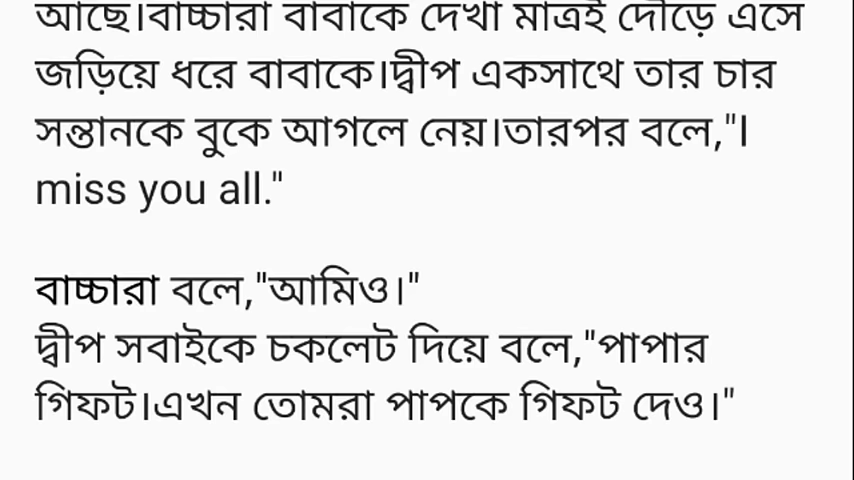 আছে।বাচ্চারা বাবাকে দেখা মাত্রই দৌড়ে এসে
জড়িয়ে ধরে বাবাকে।দ্বীপ একসাথে তার চার
সন্তানকে বুকে আগলে নেয়।তারপর বলে,"I
miss you all."
বাচ্চারা বলে,"আমিও।"
দ্বীপ সবাইকে চকলেট দিয়ে বলে,"পাপার
গিফট।এখন তোমরা পাপকে গিফট দেও।"